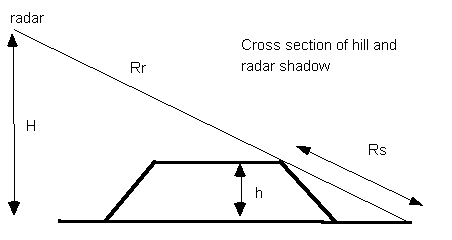 radar
Cross section of hill and
radar shadow
Rr
H
Rs
h